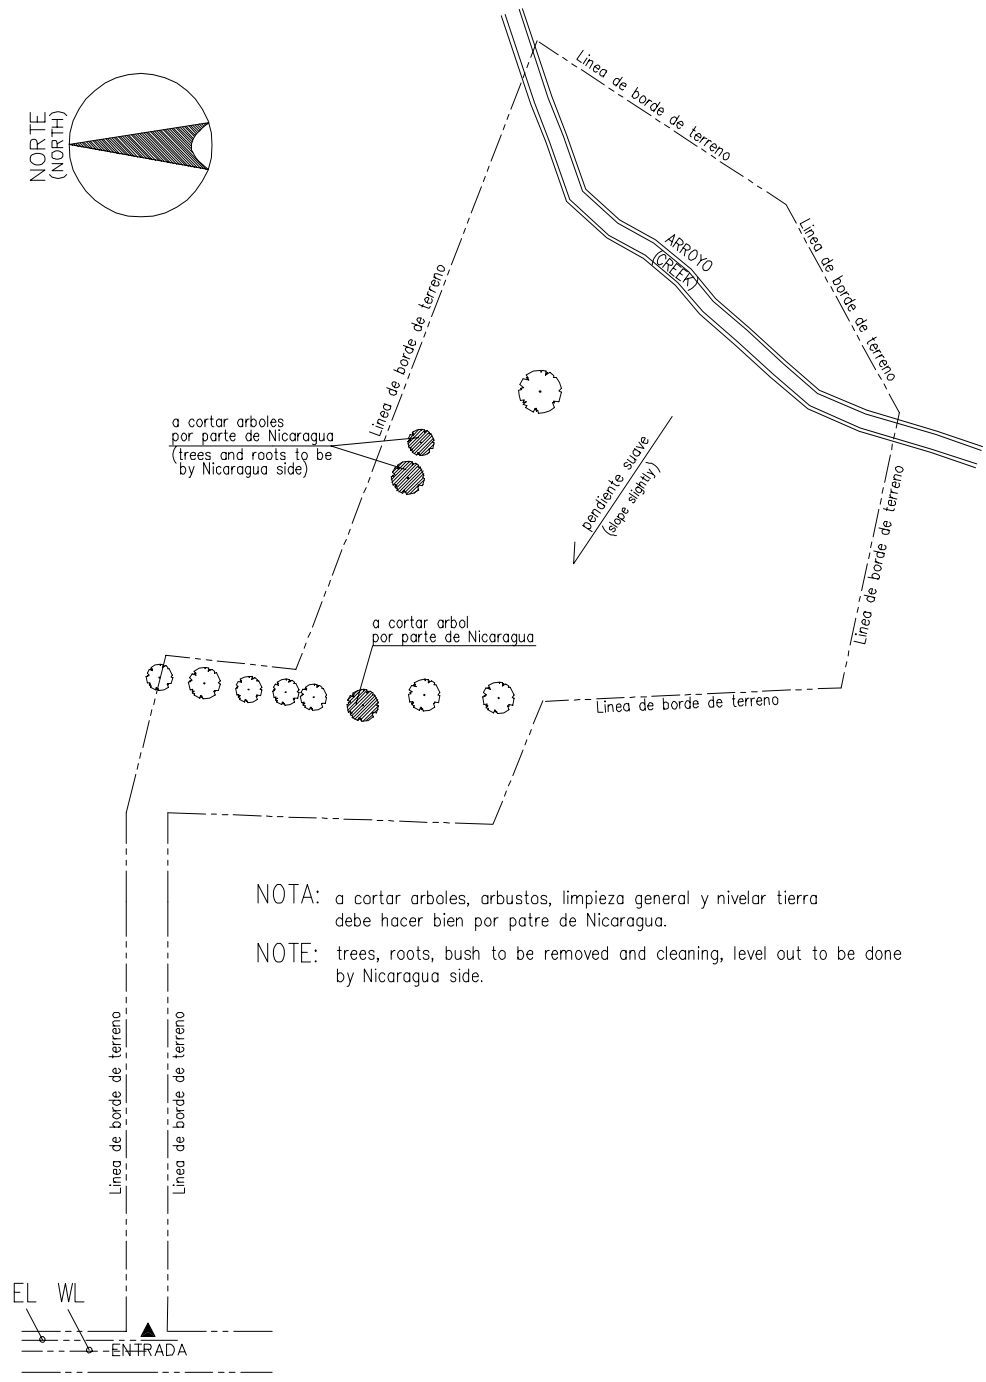 NORTE
(NORTH)
Linea de borde de terreno
Linea de borde de terreno
ARROYO
(CREEK)
Linea de borde de terreno
a cortar arboles
por parte de Nicaragua
(trees and roots to be
by Nicaragua side)
pendiente suave
(slope slightly)
Linea de borde de terreno
a cortar arbol
por parte de Nicaragua
Linea de borde de terreno
NOTA: a cortar arboles, arbustos, limpieza general y nivelar tierra
debe hacer bien por patre de Nicaragua.
NOTE: trees, roots, bush to be removed and cleaning, level out to be done
by Nicaragua side.
Linea de borde de terreno
Linea de borde de terreno
EL WL
ENTRADA